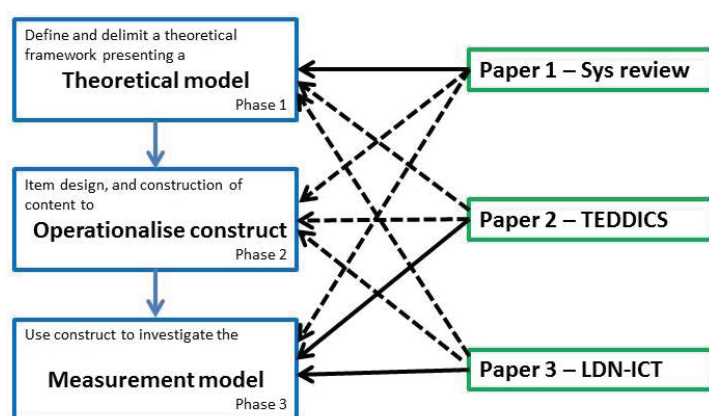 Define and delimit a theoretical
framework presenting a
Theoretical model
Phase 1
Paper 1 – Sys review
Item design, and construction of
content to
Operationalise construct
Phase 2
Paper 2 – TEDDICS
Use construct to investigate the
Measurement model
Phase 3
Paper 3 – LDN-ICT